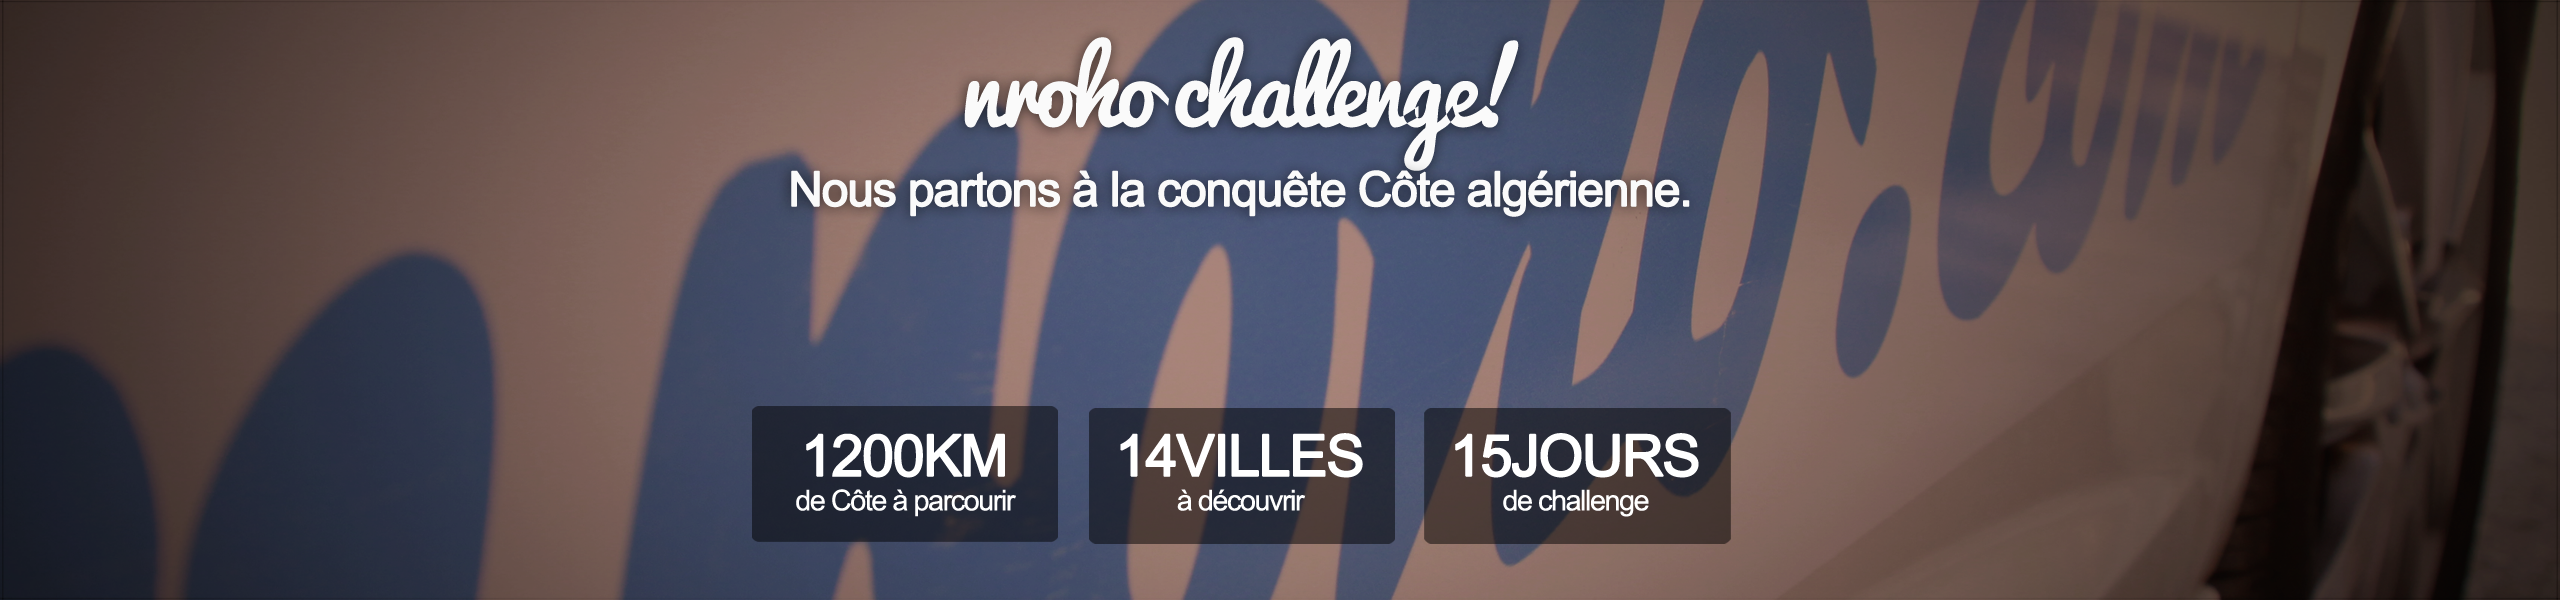 nroho challenge!
Nous partons à la conquête Côte algérienne.
1200KM
de Côte à parcourir
14VILLES
à découvrir
15JOURS
de challenge